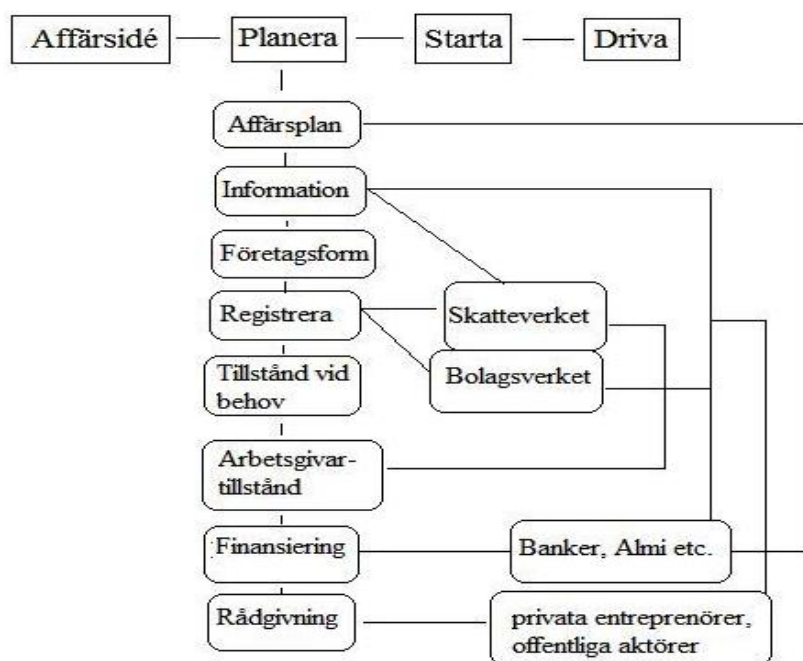 Affärsidé
Planera
Starta
Driva
Affärsplan
Information
Företagsform
Registrera
Skatteverket
Bolagsverket
Tillstånd vid
behov
Arbetsgivar-
tillstånd
Finansiering
Banker, Almi etc.
Rådgivning
privata entreprenörer,
offentliga aktörer